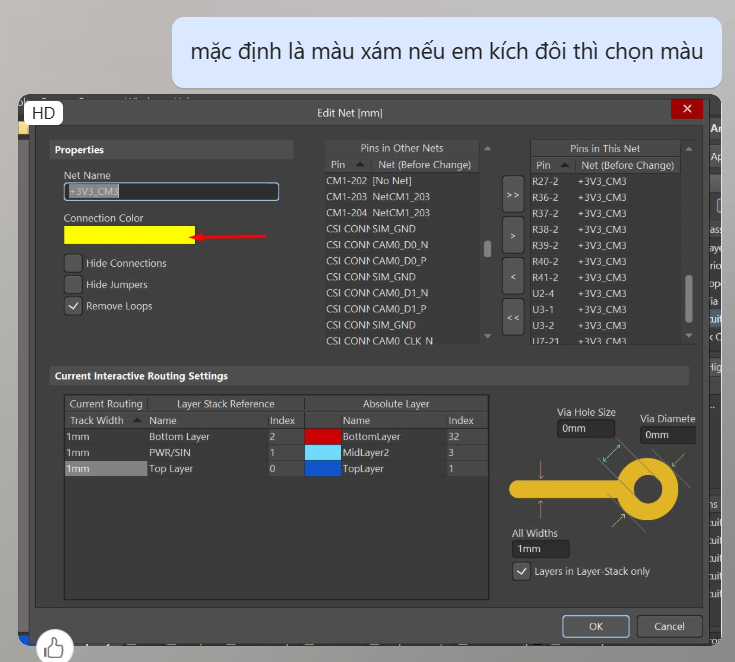 mặc định là màu xám nếu em kích đôi thì chọn màu
HD
Edit Net [mm]
Properties
Net Name
+3V3_CM3
Connection Color
Hide Connections
Hide Jumpers
Remove Loops
Pins in Other Nets
Pin Net (Before Change)
CM1-202 [No Net]
CM1-203 NetCM1_203
CM1-204 NetCM1_203
CSI CONN SIM_GND
CSI CONN CAM0_D0_N
CSI CONN CAM0_D0_P
CSI CONN SIM_GND
CSI CONN CAM0_D1_N
CSI CONN CAM0_D1_P
CSI CONN SIM_GND
CSI CONN CAM0_CLK_N
>>
>
<
<<
Pins in This Net
Pin Net (Before Change)
R27-2 +3V3_CM3
R36-2 +3V3_CM3
R37-2 +3V3_CM3
R38-2 +3V3_CM3
R39-2 +3V3_CM3
R40-2 +3V3_CM3
R41-2 +3V3_CM3
U2-4 +3V3_CM3
U3-1 +3V3_CM3
U3-2 +3V3_CM3
U7-21 +3V3_CM3
Current Interactive Routing Settings
Current Routing Layer Stack Reference Absolute Layer
Track Width Name Index Name Index
1mm Bottom Layer 2 BottomLayer 32
1mm PWR/SIN 1 MidLayer2 3
1mm Top Layer 0 TopLayer 1
Via Hole Size
0mm
Via Diamete
0mm
All Widths
1mm
Layers in Layer-Stack only
OK Cancel